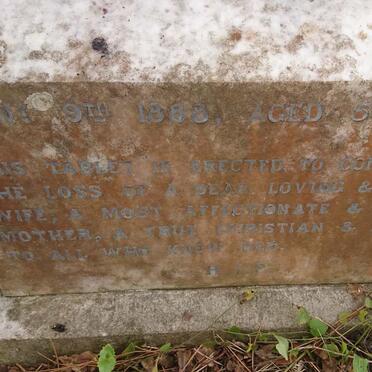 9TH 1888, AGED
TABLET IS ERECTED TO
THE LOSS OF A DEAR, LOVING &
WIFE, A MOST AFFECTIONATE &
MOTHER, A TRUE CHRISTIAN &
TO ALL WHO KNEW HER.
R.I.P.